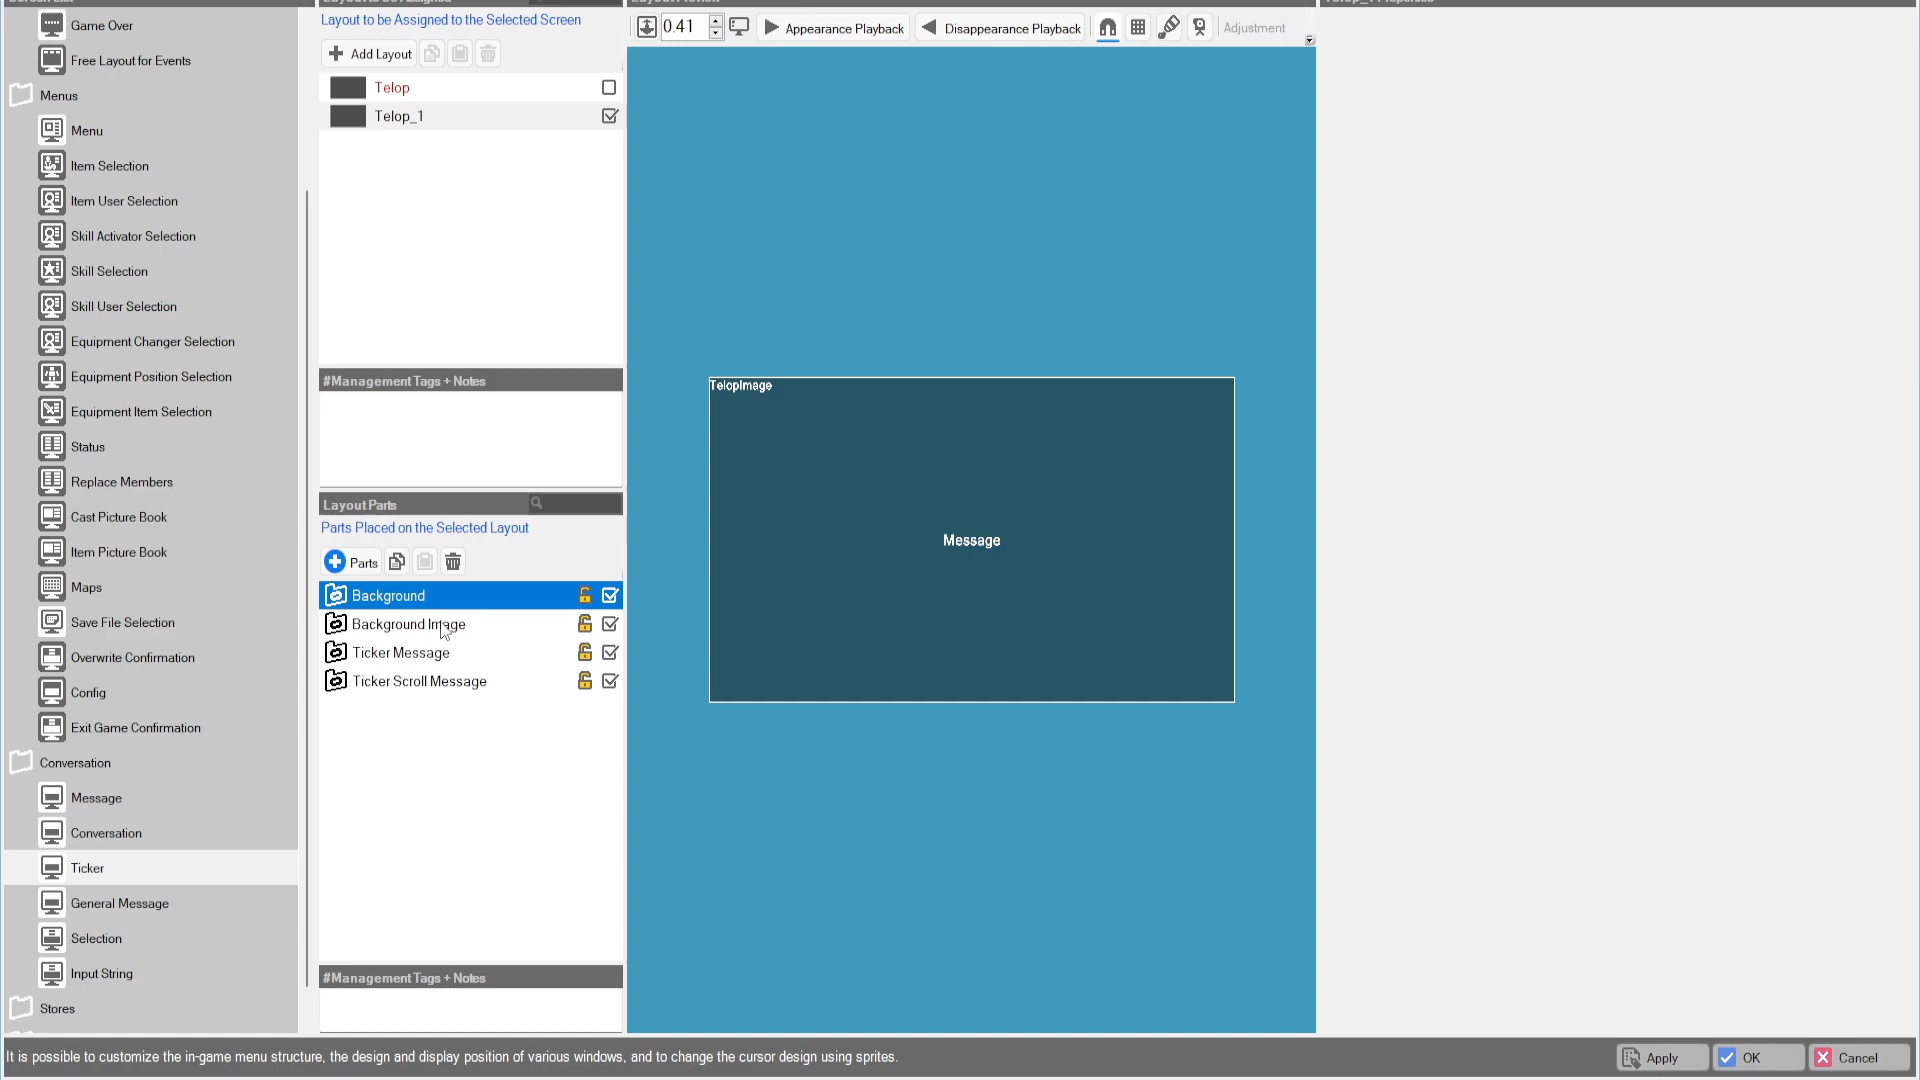 Game Over
Free Layout for Events
Menus
Menu
Item Selection
Item User Selection
Skill Activator Selection
Skill Selection
Skill User Selection
Equipment Changer Selection
Equipment Position Selection
Equipment Item Selection
Status
Replace Members
Cast Picture Book
Item Picture Book
Maps
Save File Selection
Overwrite Confirmation
Config
Exit Game Confirmation
Conversation
Message
Conversation
Ticker
General Message
Selection
Input String
Stores
Layout to be Assigned to the Selected Screen
Add Layout
Telop
Telop_1
#Management Tags + Notes
Layout Parts
Parts Placed on the Selected Layout
Parts
Background
Background Image
Ticker Message
Ticker Scroll Message
#Management Tags + Notes
0.41
Appearance Playback
Disappearance Playback
Adjustment
TelopImage
Message
It is possible to customize the in-game menu structure, the design and display position of various windows, and to change the cursor design using sprites.
Apply
OK
Cancel